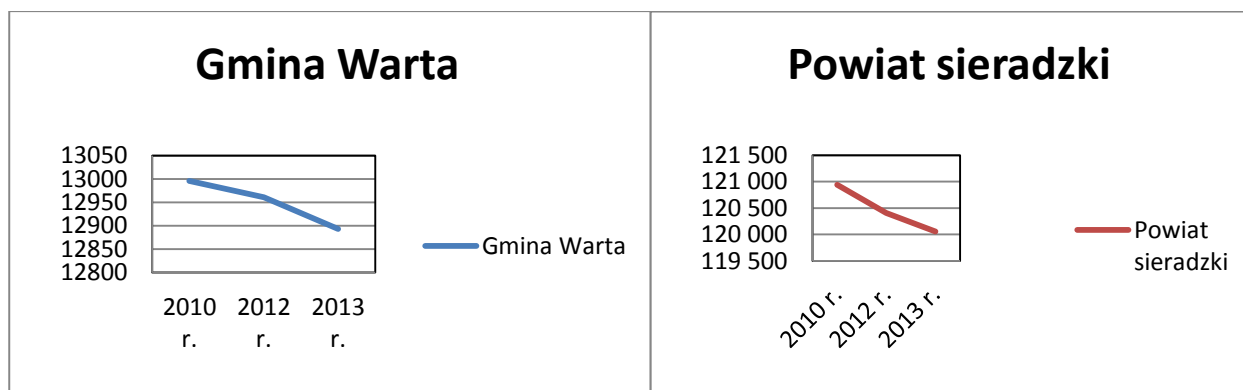 Gmina Warta
13050
13000
12950
12900
12850
12800
2010 r.
2012 r.
2013 r.
Gmina Warta
Powiat sieradzki
121 500
121 000
120 500
120 000
119 500
2010 r.
2012 r.
2013 r.
Powiat
sieradzki